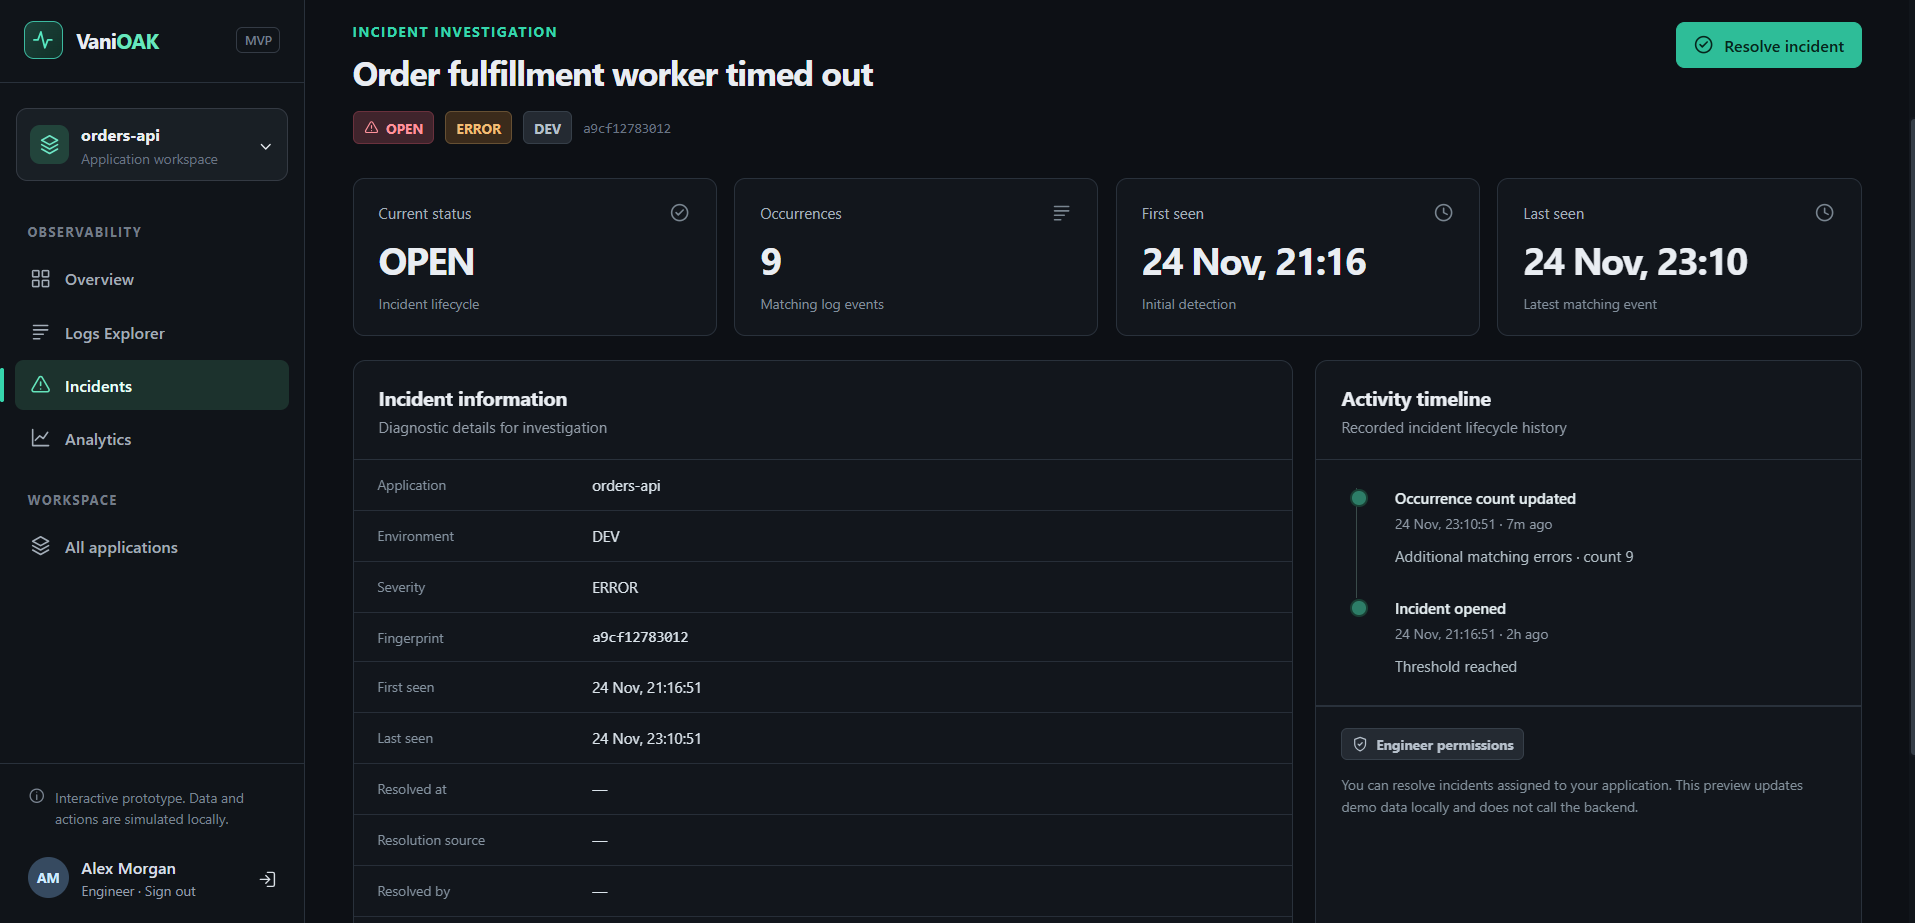 VaniOAK
MVP
orders-api
Application workspace
OBSERVABILITY
Overview
Logs Explorer
Incidents
Analytics
WORKSPACE
All applications
Interactive prototype. Data and
actions are simulated locally.
AM
Alex Morgan
Engineer · Sign out
INCIDENT INVESTIGATION
Order fulfillment worker timed out
OPEN
ERROR
DEV
a9cf12783012
Resolve incident
Current status
OPEN
Incident lifecycle
Occurrences
9
Matching log events
First seen
24 Nov, 21:16
Initial detection
Last seen
24 Nov, 23:10
Latest matching event
Incident information
Diagnostic details for investigation
Application orders-api
Environment DEV
Severity ERROR
Fingerprint a9cf12783012
First seen 24 Nov, 21:16:51
Last seen 24 Nov, 23:10:51
Resolved at —
Resolution source —
Resolved by —
Activity timeline
Recorded incident lifecycle history
Occurrence count updated
24 Nov, 23:10:51 · 7m ago
Additional matching errors · count 9
Incident opened
24 Nov, 21:16:51 · 2h ago
Threshold reached
Engineer permissions
You can resolve incidents assigned to your application. This preview updates
demo data locally and does not call the backend.